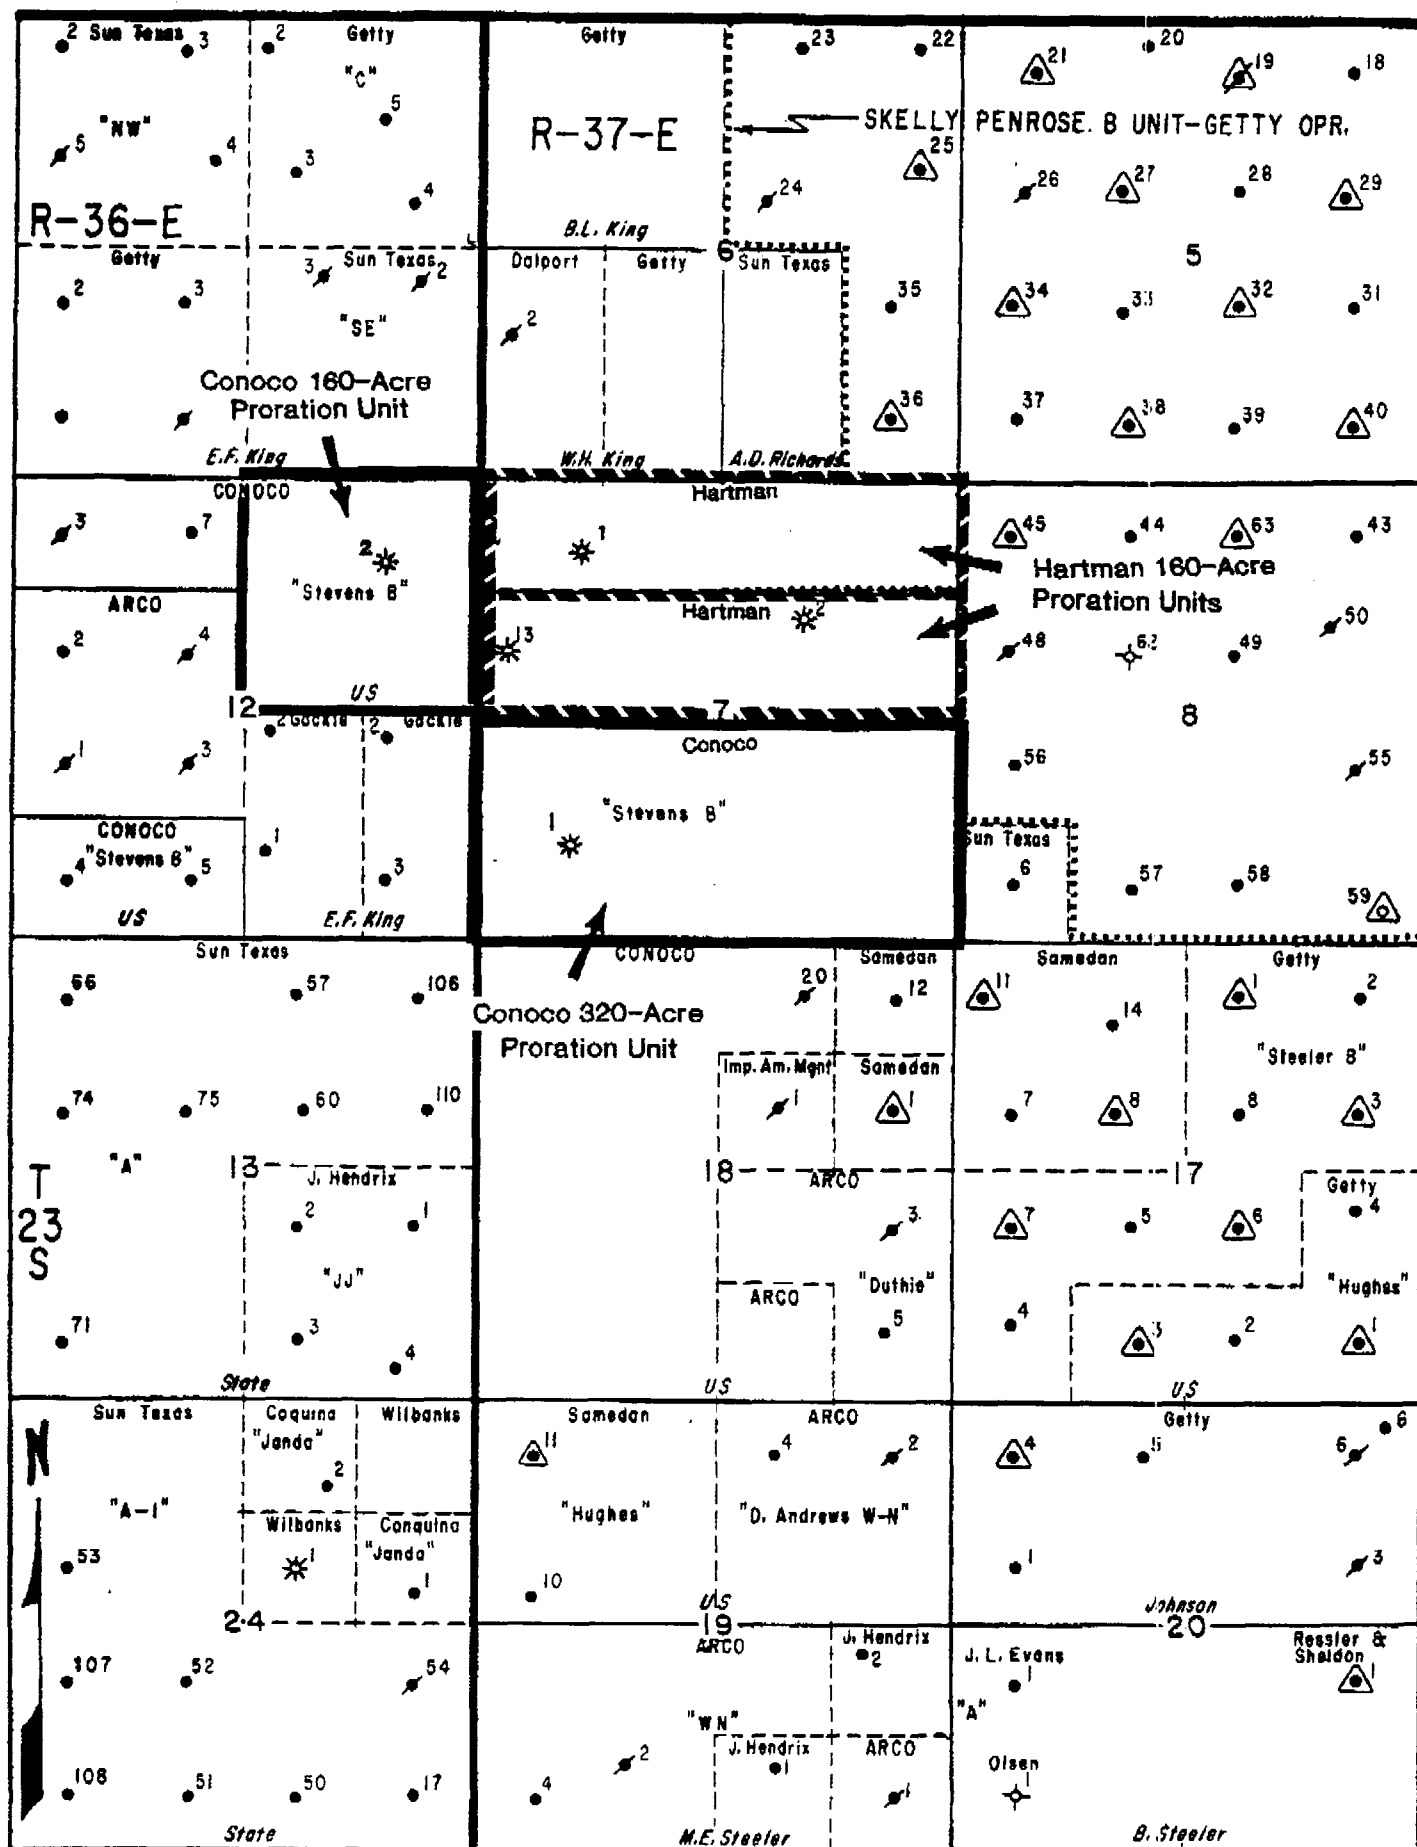 2 Sun Texas 3 2 Getty Getty 23 22 20
21 19 18
"C"
5
"NW"
R-37-E
SKELLY PENROSE. B UNIT-GETTY OPR.
5 4 3 25
26 27 28 29
4 24
R-36-E
B.L. King
Getty 3 Sun Texas 2 Dalport Getty 6 Sun Texas 5
2 3 35 34 33 32 31
"SE" 2
Conoco 160-Acre
Proration Unit
36 37 38 39 40
E.F. King W.H. King A.D. Richards
CONOCO Hartman
3 7 2 1 45 44 63 43
"Stevens B"
Hartman 160-Acre
Proration Units
ARCO Hartman
2 50
2 4 13 48 62 49
US
12 7 8
2 Gackle 2 Gackle
Conoco
1 3 56 55
"Stevens B"
CONOCO
"Stevens B"
1 1 Sun Texas
4 5 3 6 57 58 59
US E.F. King
Sun Texas CONOCO Samedan Samedan Getty
66 57 106 20 12 11 14 1 2
Conoco 320-Acre
Proration Unit
"Steeler B"
Imp. Am. Mgnt Samedan
74 75 60 110 1 1 7 8 8 3
"A" 13 18 17
T
23
S
J. Hendrix ARCO Getty
2 1 3 7 5 6 4
"JJ" "Duthie" "Hughes"
ARCO
71 3 4 5 4 3 2 1
State US US
Sun Texas Coquina Wilbanks Samedan ARCO Getty
"Janda"
2 11 4 2 4 5 6 6
N
"A-1" "Hughes" "D. Andrews W-N"
Wilbanks Conquina
"Janda"
53 1 1 10 1 3
US Johnson
24 19 20
ARCO J. Hendrix J. L. Evans Ressler &
Sheldon
107 52 54 2 1 1
"A"
"WN"
J. Hendrix ARCO Olsen
108 51 50 17 4 2 1 1 1
State M.E. Steeler B. Steeler